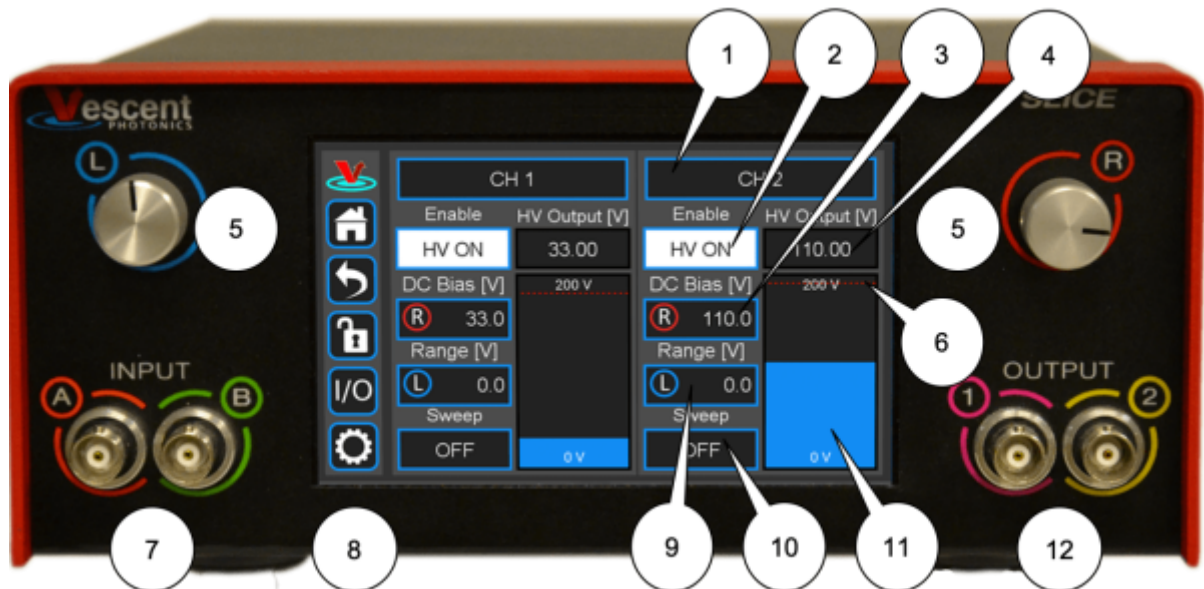 1
2
3
4
Vescent
PHOTONICS
SLICE
L
R
5
5
CH 1
CH 2
Enable
HV Output [V]
Enable
HV Output [V]
HV ON
33.00
HV ON
110.00
DC Bias [V]
200 V
DC Bias [V]
200 V
R 33.0
R 110.0
6
Range [V]
Range [V]
INPUT
OUTPUT
L 0.0
L 0.0
A
B
I/O
1
2
Sweep
Sweep
OFF
0 V
OFF
0 V
7
8
9
10
11
12